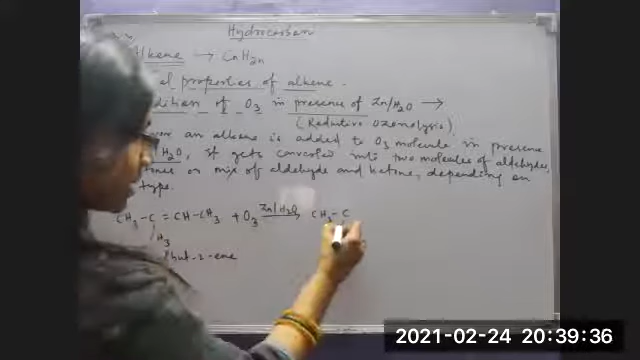 Hydrocarbon
Alkene → CnH2n
properties of alkene.
of O3 in presence of Zn/H2O →
(Reductive Ozonolysis)
an alkene is added to O3 molecule in presence
H2O, it gets converted into two molecules of aldehydes,
or mix of aldehyde and ketone, depending on
type.
CH3-C=CH-CH3 + O3 Zn/H2O CH3-C
but-2-ene
2021-02-24 20:39:36